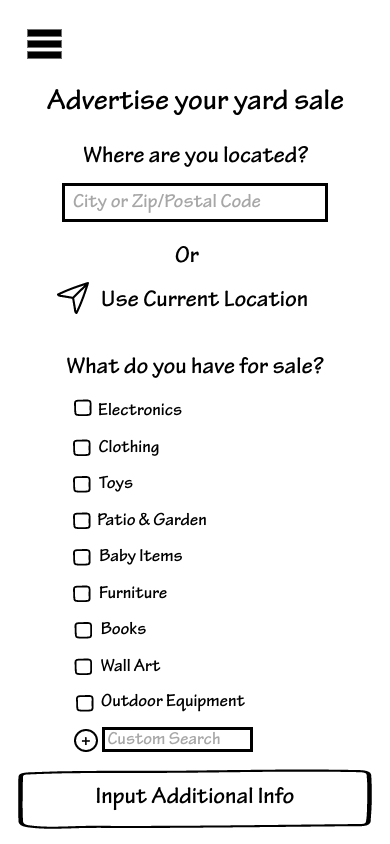 Advertise your yard sale
Where are you located?
City or Zip/Postal Code
Or
Use Current Location
What do you have for sale?
Electronics
Clothing
Toys
Patio & Garden
Baby Items
Furniture
Books
Wall Art
Outdoor Equipment
Custom Search
Input Additional Info